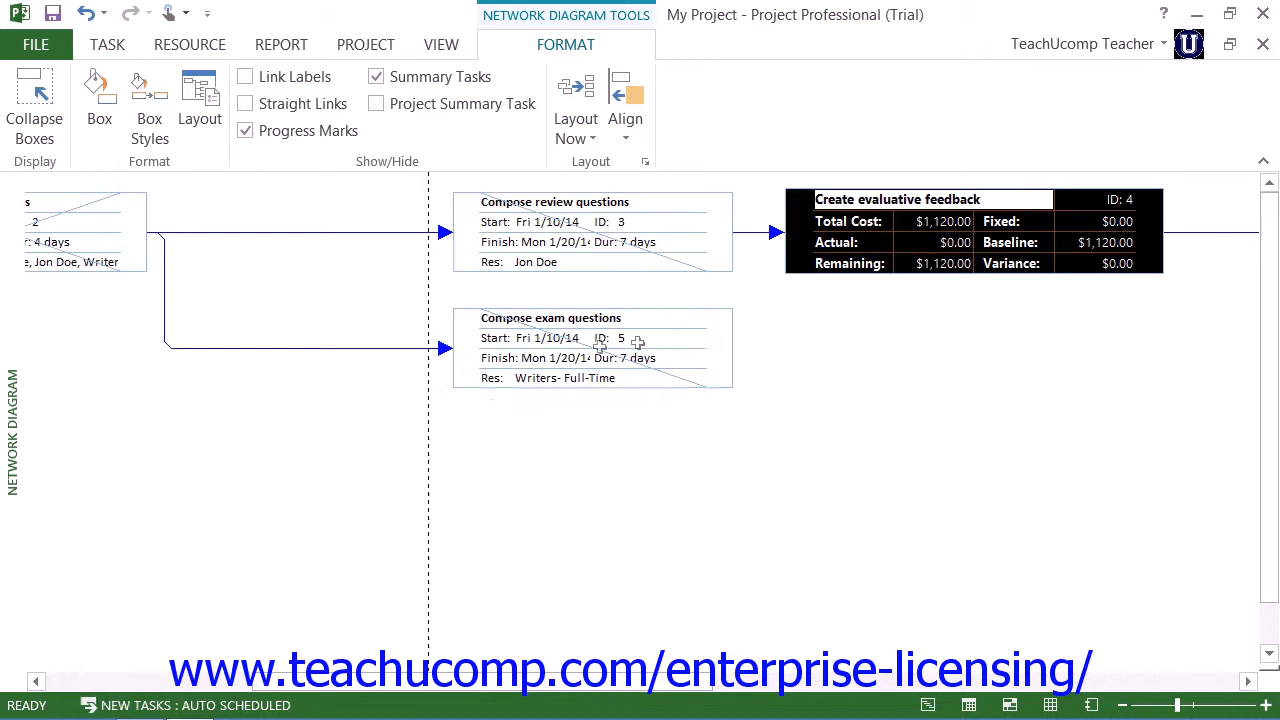 NETWORK DIAGRAM TOOLS
My Project - Project Professional (Trial)
?
FILE
TASK
RESOURCE
REPORT
PROJECT
VIEW
FORMAT
TeachUcomp Teacher
U
Collapse
Boxes
Display
Box
Box
Styles
Layout
Format
Link Labels
Straight Links
Progress Marks
Summary Tasks
Project Summary Task
Show/Hide
Layout
Now
Align
Layout
s
2
r: 4 days
e, Jon Doe, Writer
Compose review questions
Start: Fri 1/10/14 ID: 3
Finish: Mon 1/20/14 Dur: 7 days
Res: Jon Doe
Create evaluative feedback ID: 4
Total Cost: $1,120.00 Fixed: $0.00
Actual: $0.00 Baseline: $1,120.00
Remaining: $1,120.00 Variance: $0.00
Compose exam questions
Start: Fri 1/10/14 ID: 5
Finish: Mon 1/20/14 Dur: 7 days
Res: Writers- Full-Time
NETWORK DIAGRAM
www.teachucomp.com/enterprise-licensing/
READY
NEW TASKS : AUTO SCHEDULED